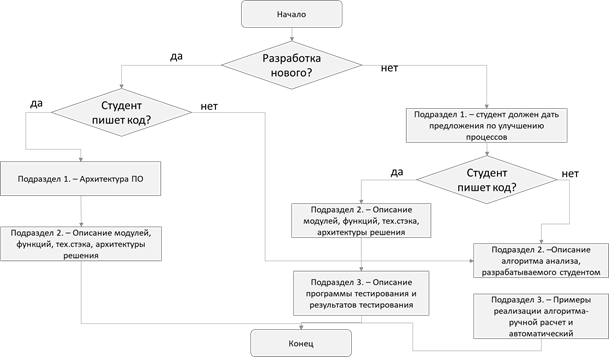 Начало
Разработка
нового?
да
нет
Студент
пишет код?
да
нет
Подраздел 1. – студент должен дать
предложения по улучшению
процессов
Подраздел 1. – Архитектура ПО
Студент
пишет код?
да
нет
Подраздел 2. – Описание
модулей, функций, тех.стэка,
архитектуры решения
Подраздел 2. – Описание модулей,
функций, тех.стэка, архитектуры
решения
Подраздел 2. –Описание
алгоритма анализа,
разрабатываемого студентом
Подраздел 3. – Описание
программы тестирования и
результатов тестирования
Подраздел 3. – Примеры
реализации алгоритма-
ручной расчет и
автоматический
Конец